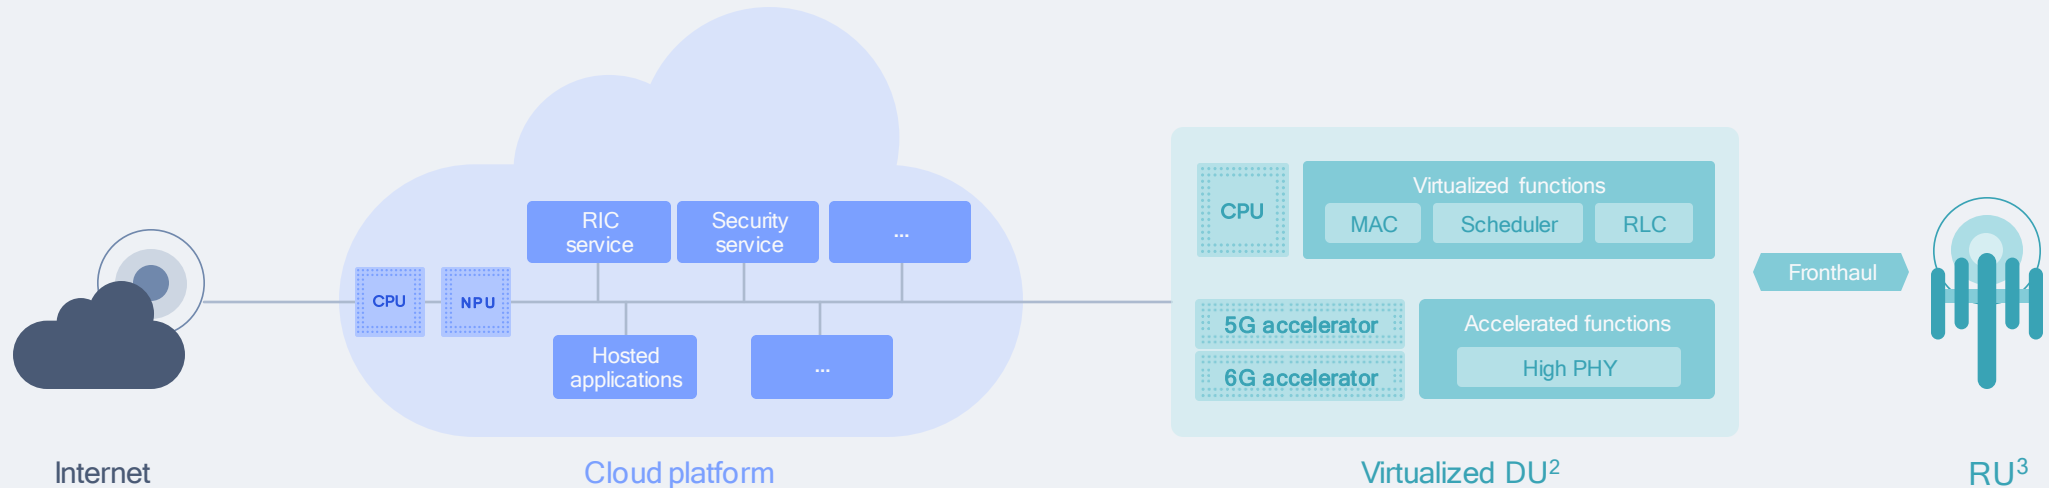 CPU
NPU
RIC
service
Security
service
...
Hosted
applications
...
CPU
Virtualized functions
MAC
Scheduler
RLC
5G accelerator
6G accelerator
Accelerated functions
High PHY
Fronthaul
Internet
Cloud platform
Virtualized DU²
RU³